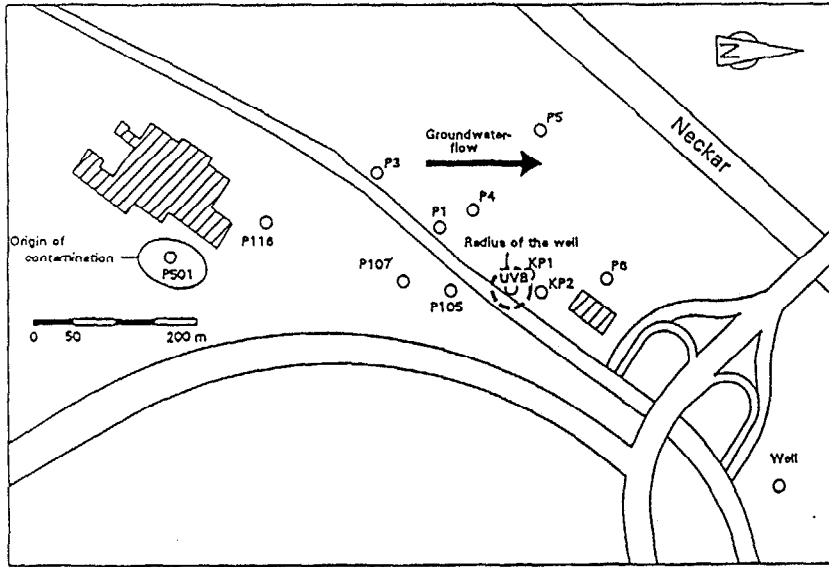 N
Neckar
P5
Groundwater-
flow
P3
P4
P1
P116
Radius of the well
Origin of
contamination
PS01
P107
P105
UVB
KP1
KP2
P6
0 50 200 m
Well